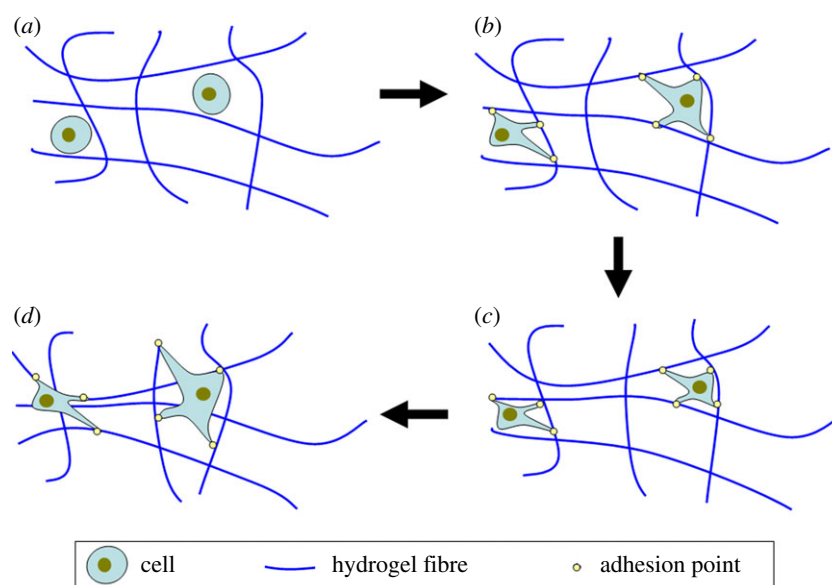 (a)
(b)
(d)
(c)
cell hydrogel fibre adhesion point